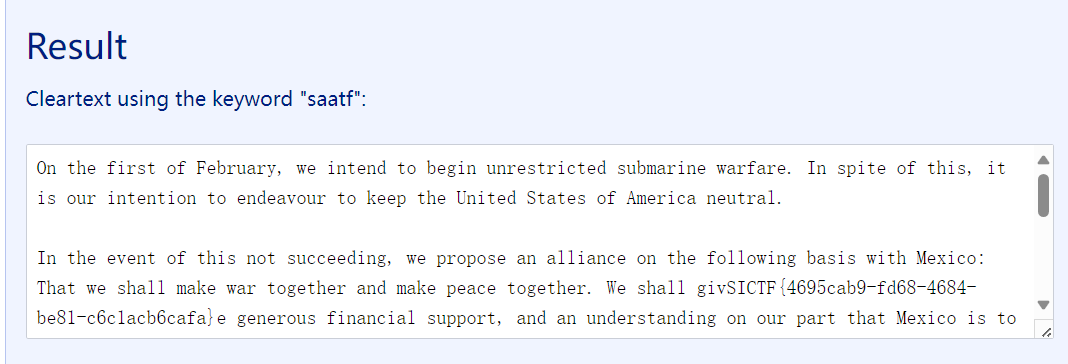 Result
Cleartext using the keyword "saatf":
On the first of February, we intend to begin unrestricted submarine warfare. In spite of this, it
is our intention to endeavour to keep the United States of America neutral.
In the event of this not succeeding, we propose an alliance on the following basis with Mexico:
That we shall make war together and make peace together. We shall givSICTF{4695cab9-fd68-4684-
be81-c6c1acb6cafa}e generous financial support, and an understanding on our part that Mexico is to